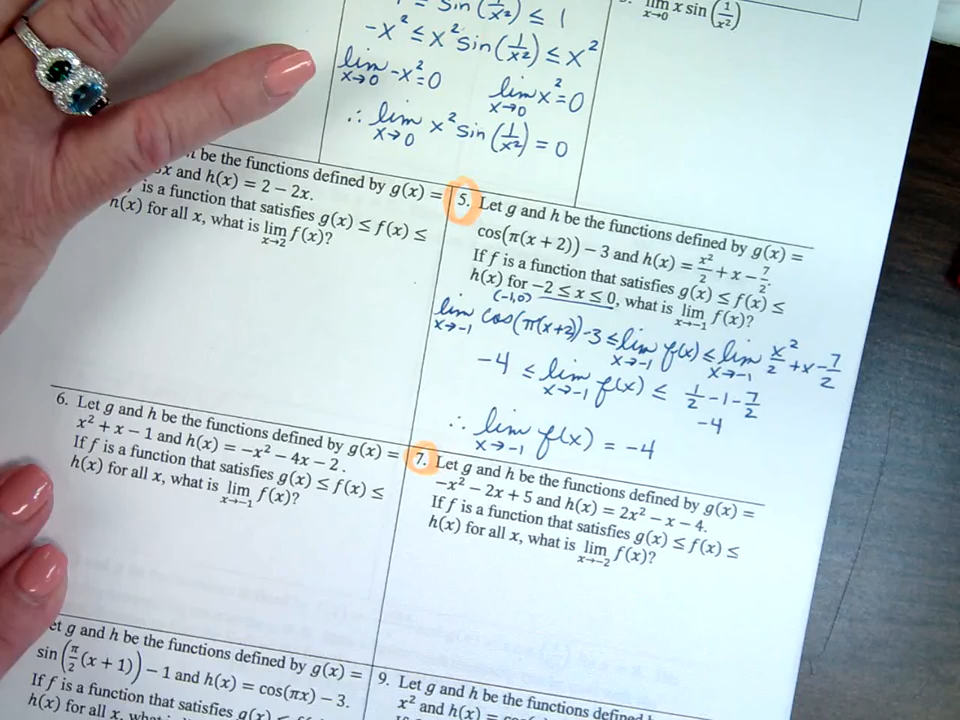 = sin (1/x²) ≤ 1
-x² ≤ x² sin (1/x²) ≤ x²
lim x→0 -x² = 0 lim x→0 x² = 0
∴ lim x→0 x² sin (1/x²) = 0
lim x→0 x sin (1/x²)
be the functions defined by g(x) =
x and h(x) = 2 − 2x.
is a function that satisfies g(x) ≤ f(x) ≤
h(x) for all x, what is lim x→2 f(x)?
5. Let g and h be the functions defined by g(x) =
cos(π(x + 2)) − 3 and h(x) = x²/2 + x − 7/2.
If f is a function that satisfies g(x) ≤ f(x) ≤
h(x) for −2 ≤ x ≤ 0, what is lim x→−1 f(x)?
(-1,0)
lim x→-1 cos(π(x+2))-3 ≤ lim x→-1 f(x) ≤ lim x→-1 x²/2 + x - 7/2
-4 ≤ lim x→-1 f(x) ≤ 1/2 - 1 - 7/2
-4
∴ lim x→-1 f(x) = -4
6. Let g and h be the functions defined by g(x) =
x² + x − 1 and h(x) = −x² − 4x − 2.
If f is a function that satisfies g(x) ≤ f(x) ≤
h(x) for all x, what is lim x→−1 f(x)?
7. Let g and h be the functions defined by g(x) =
−x² − 2x + 5 and h(x) = 2x² − x − 4.
If f is a function that satisfies g(x) ≤ f(x) ≤
h(x) for all x, what is lim x→−2 f(x)?
et g and h be the functions defined by g(x) =
sin (π/2 (x + 1)) − 1 and h(x) = cos(πx) − 3.
If f is a function that satisfies g(x) ≤
h(x) for all x, what
9. Let g and h be the functions defined
x² and h(x) =